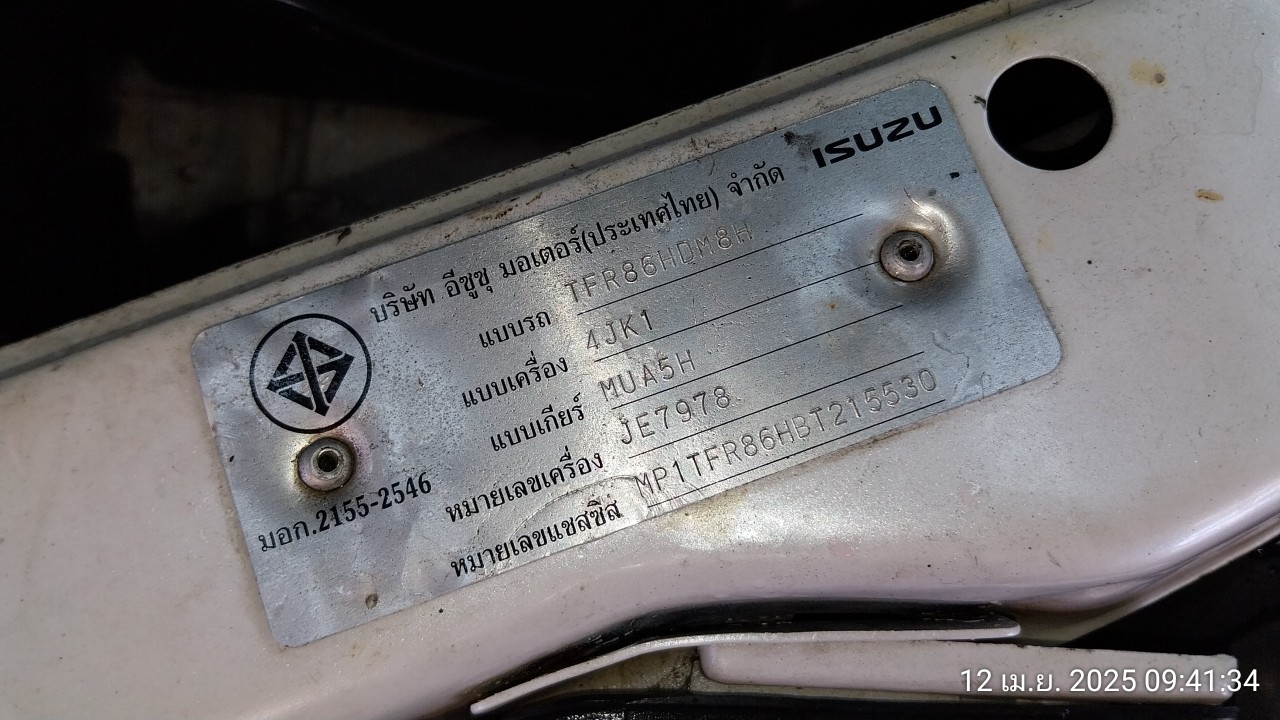 ISUZU
บริษัท อีซูซุ มอเตอร์(ประเทศไทย) จำกัด
แบบรถ TFR86HDM8H
แบบเครื่อง 4JK1
แบบเกียร์ MUA5H
หมายเลขเครื่อง JE7978
หมายเลขแชสซีส์ MP1TFR86HBT215530
มอก.2155-2546
12 เม.ย. 2025 09:41:34